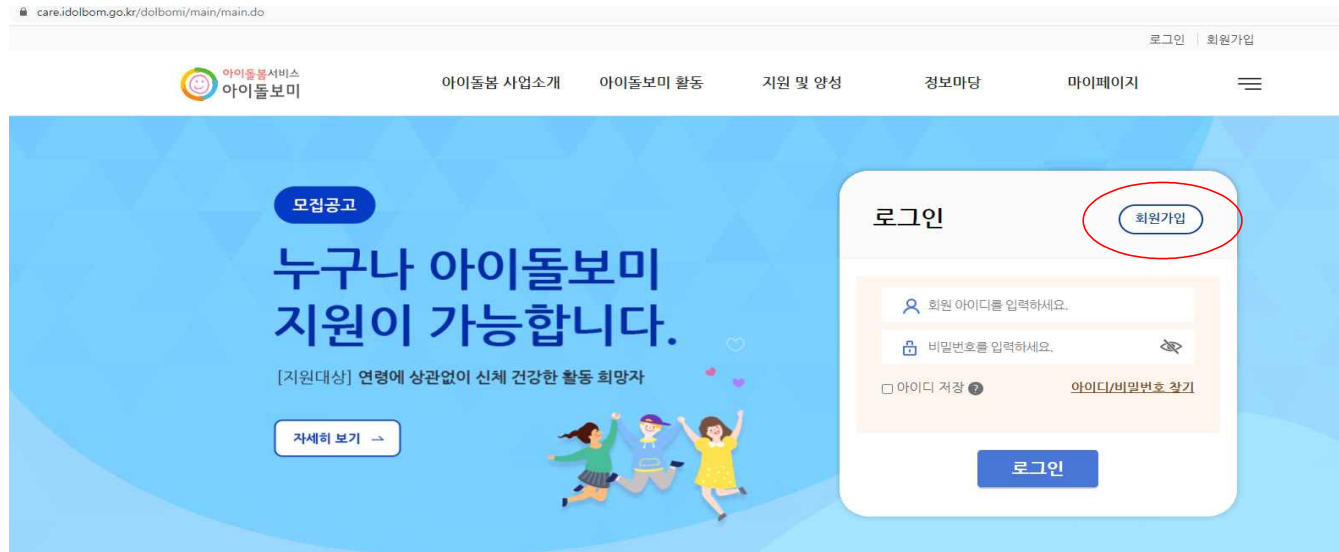 care.idolbom.go.kr/dolbomi/main/main.do
로그인 회원가입
아이돌봄서비스
아이돌보미
아이돌봄 사업소개 아이돌보미 활동 지원 및 양성 정보마당 마이페이지
모집공고
누구나 아이돌보미
지원이 가능합니다.
[지원대상] 연령에 상관없이 신체 건강한 활동 희망자
자세히 보기 →
로그인 회원가입
회원 아이디를 입력하세요.
비밀번호를 입력하세요.
아이디 저장 ? 아이디/비밀번호 찾기
로그인